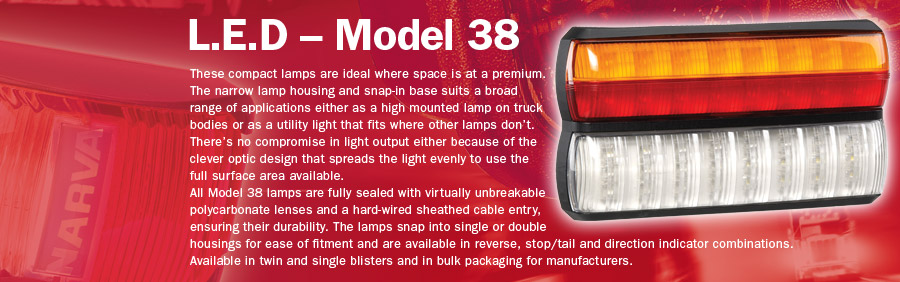 L.E.D – Model 38
These compact lamps are ideal where space is at a premium.
The narrow lamp housing and snap-in base suits a broad
range of applications either as a high mounted lamp on truck
bodies or as a utility light that fits where other lamps don't.
There's no compromise in light output either because of the
clever optic design that spreads the light evenly to use the
full surface area available.
All Model 38 lamps are fully sealed with virtually unbreakable
polycarbonate lenses and a hard-wired sheathed cable entry,
ensuring their durability. The lamps snap into single or double
housings for ease of fitment and are available in reverse, stop/tail and direction indicator combinations.
Available in twin and single blisters and in bulk packaging for manufacturers.
NARVA